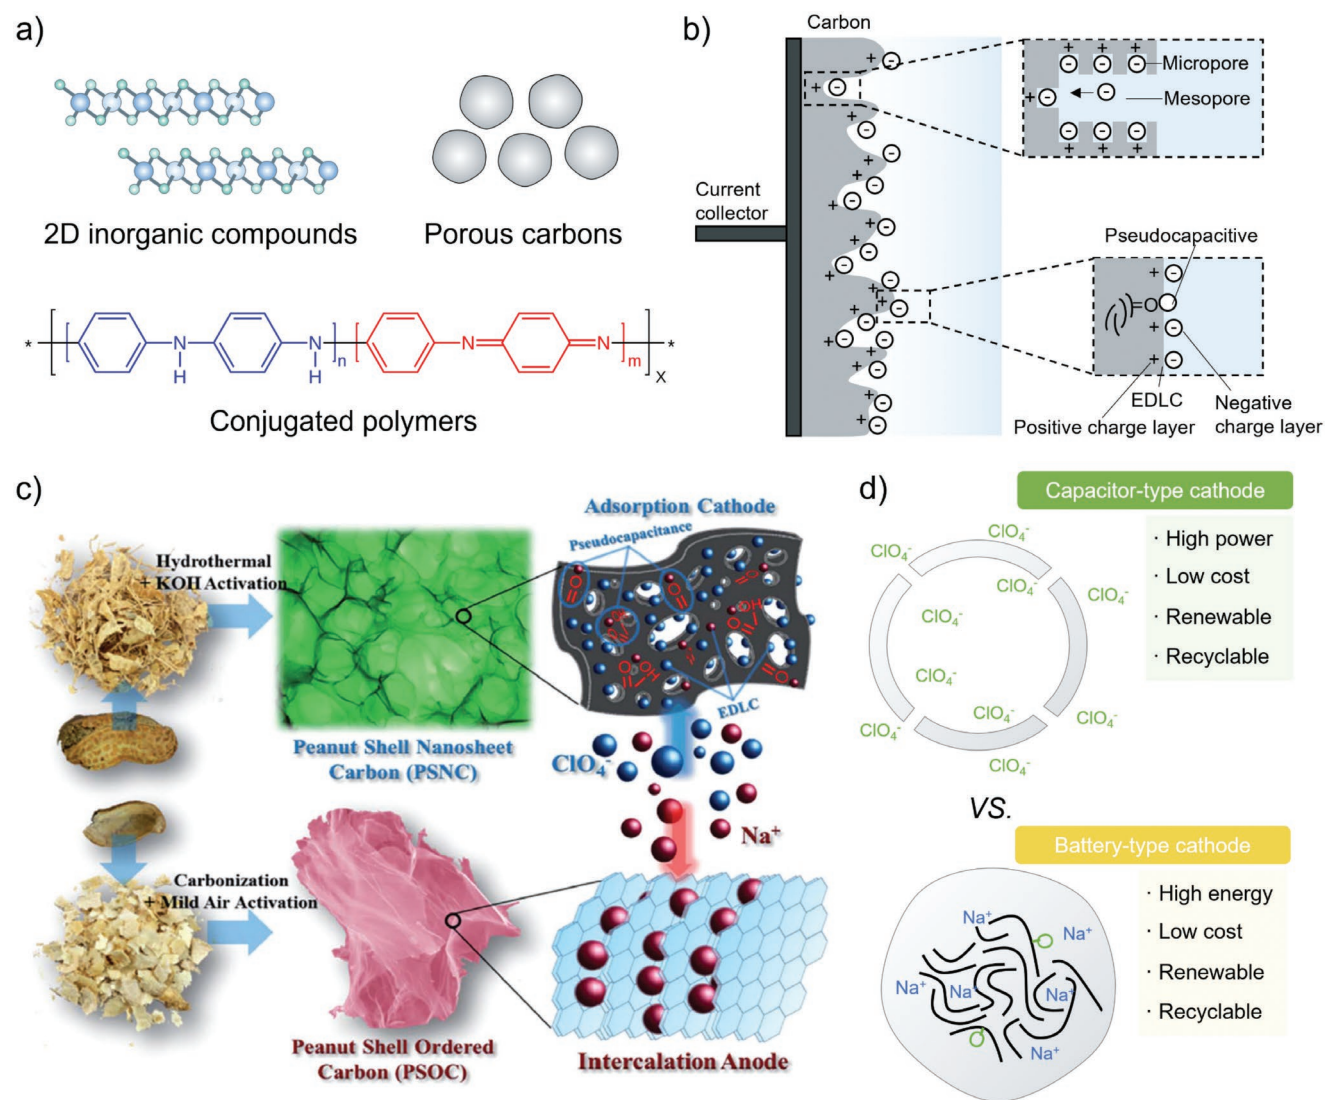 a)
2D inorganic compounds
Porous carbons
*
[
[
N
H
N
H
]n
[
N
N
]m
]X
*
Conjugated polymers
b)
Carbon
Current
collector
Micropore
Mesopore
Pseudocapacitive
=O
EDLC
Positive charge layer
Negative
charge layer
c)
Hydrothermal
+ KOH Activation
Peanut Shell Nanosheet
Carbon (PSNC)
Adsorption Cathode
Pseudocapacitance
O
O
O
OH
O
O
OH
O
EDLC
ClO₄⁻
Na⁺
Carbonization
+ Mild Air Activation
Peanut Shell Ordered
Carbon (PSOC)
Intercalation Anode
d)
Capacitor-type cathode
ClO₄⁻
ClO₄⁻
ClO₄⁻
ClO₄⁻
ClO₄⁻
ClO₄⁻
ClO₄⁻
ClO₄⁻
ClO₄⁻
ClO₄⁻
· High power
· Low cost
· Renewable
· Recyclable
VS.
Battery-type cathode
Na⁺
Na⁺
O
Na⁺
Na⁺
Na⁺
O
Na⁺
· High energy
· Low cost
· Renewable
· Recyclable